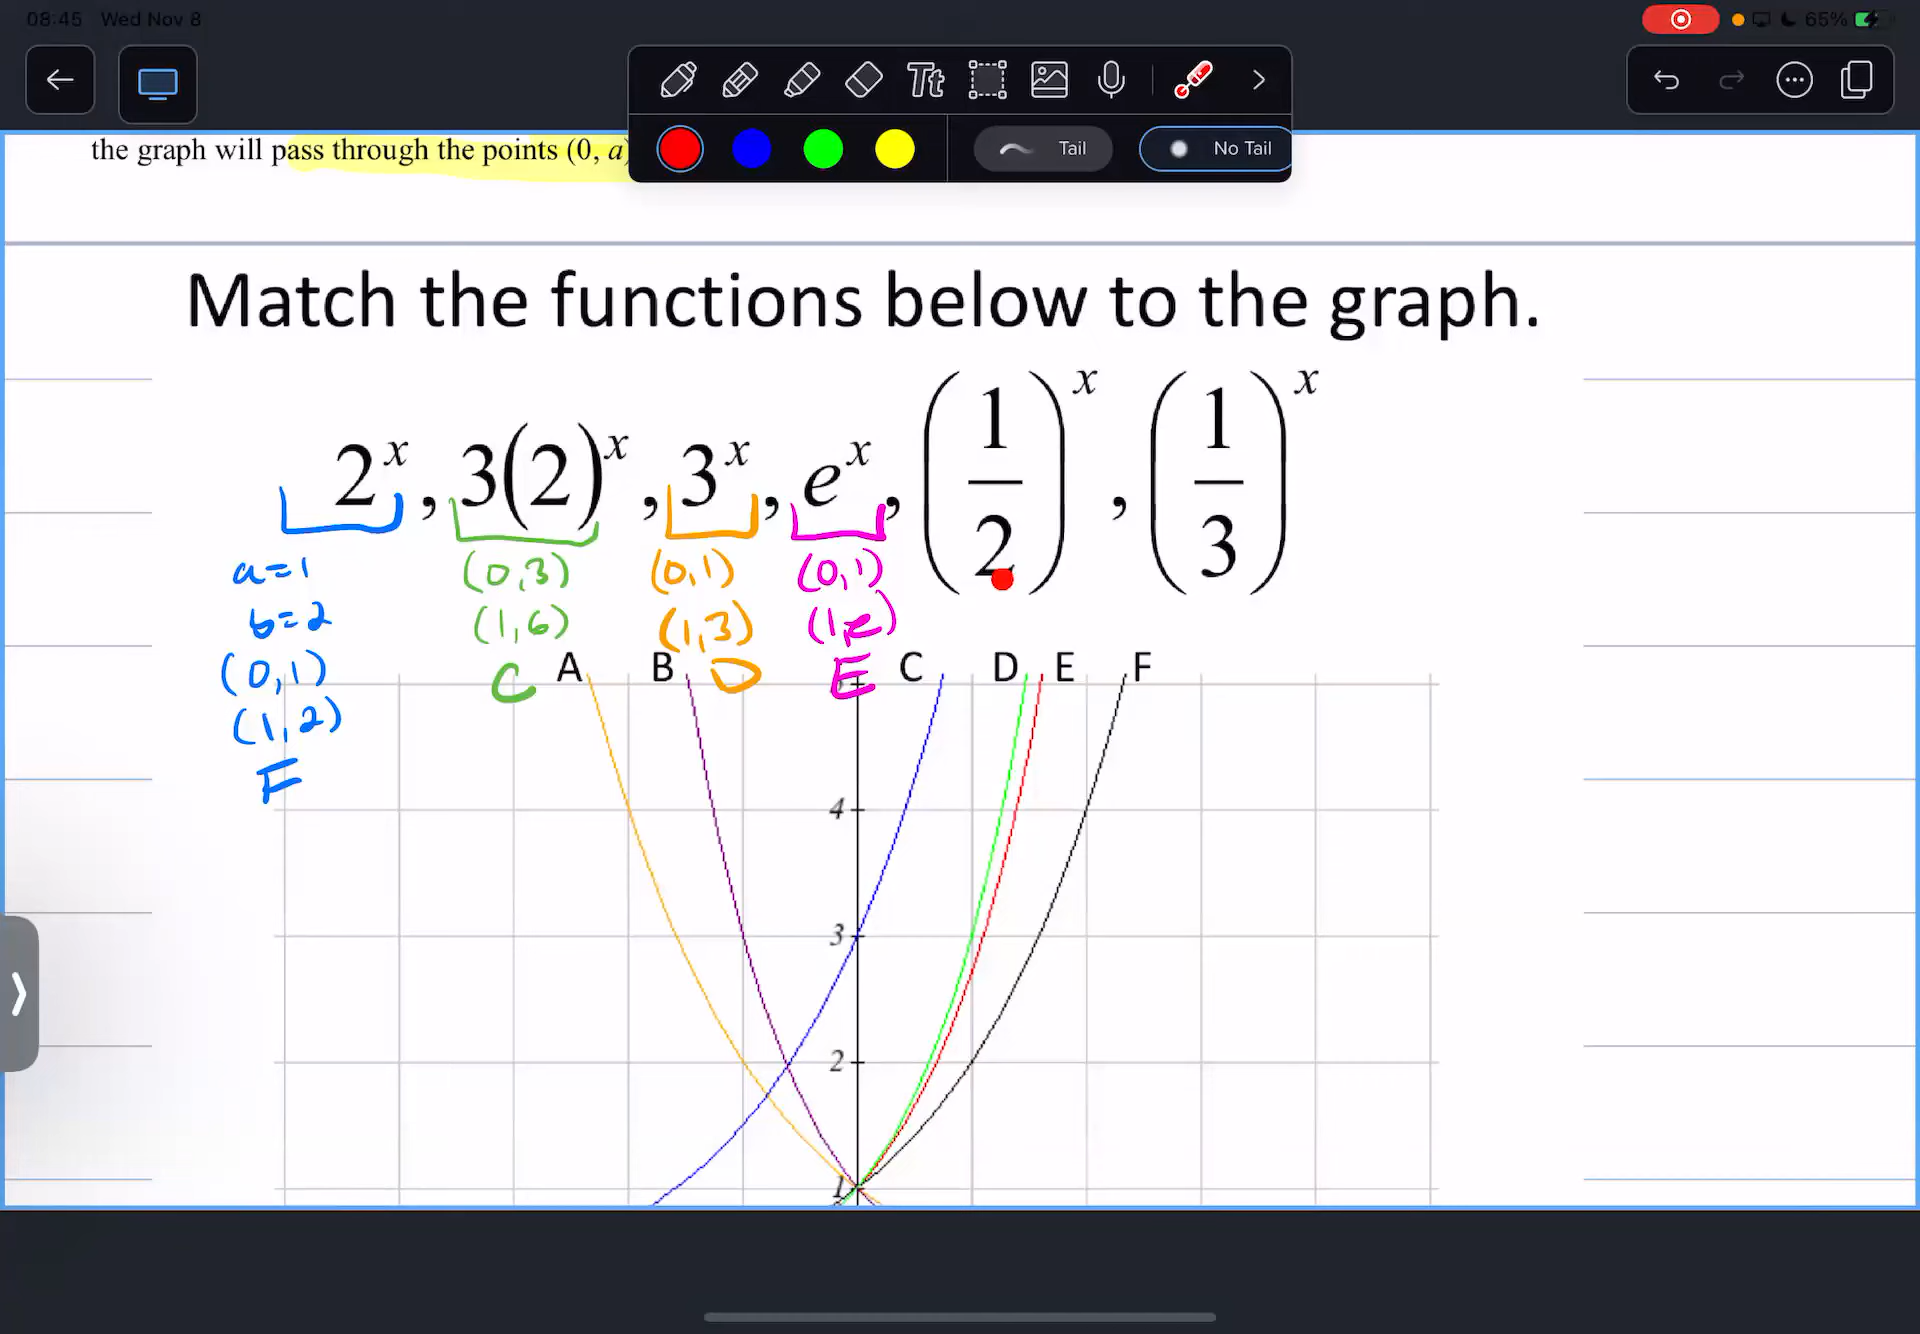 08:45 Wed Nov 8
65%
Tt
Tail
No Tail
the graph will pass through the points (0, a)
Match the functions below to the graph.
2^x, 3(2)^x, 3^x, e^x, (1/2)^x, (1/3)^x
a=1
b=2
(0,1)
(1,2)
F
(0,3)
(1,6)
C
(0,1)
(1,3)
D
(0,1)
(1,e)
E
A B C D E F
4
3
2
1